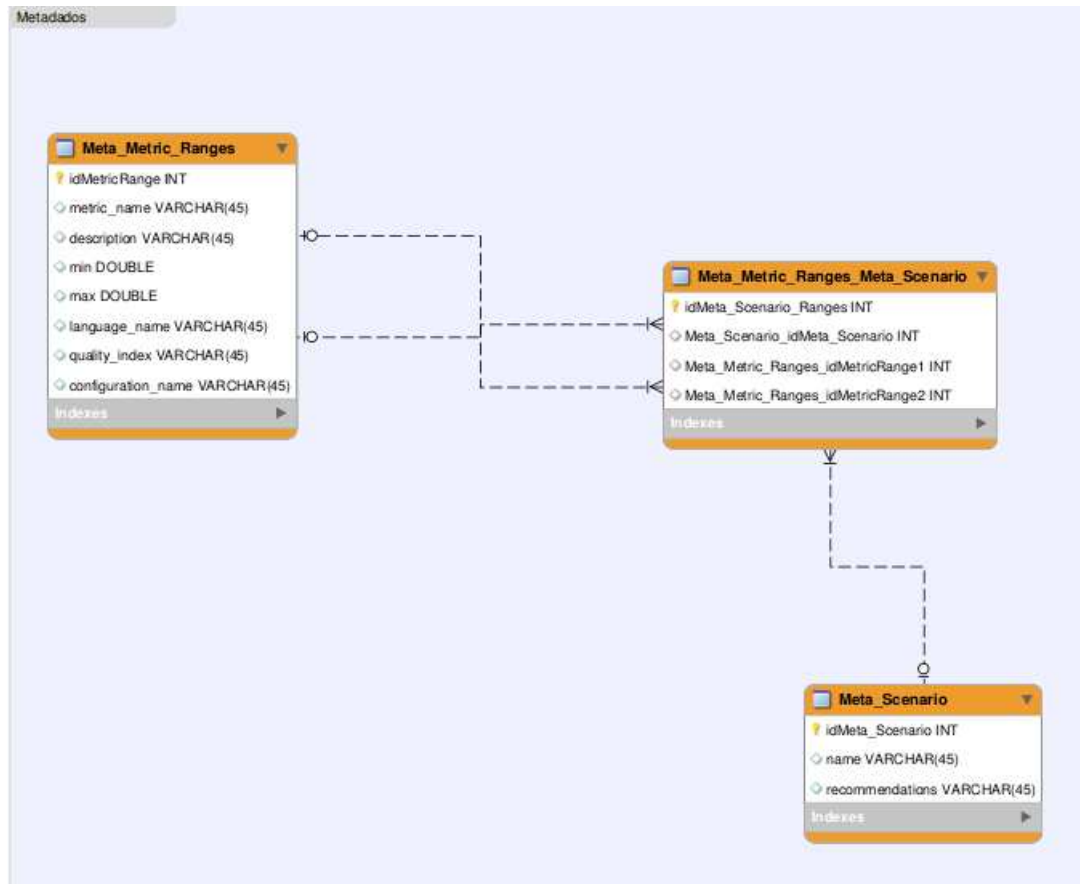 Metadados
Meta_Metric_Ranges
idMetricRange INT
metric_name VARCHAR(45)
description VARCHAR(45)
min DOUBLE
max DOUBLE
language_name VARCHAR(45)
quality_index VARCHAR(45)
configuration_name VARCHAR(45)
Indexes
Meta_Metric_Ranges_Meta_Scenario
idMeta_Scenario_Ranges INT
Meta_Scenario_idMeta_Scenario INT
Meta_Metric_Ranges_idMetricRange1 INT
Meta_Metric_Ranges_idMetricRange2 INT
Indexes
Meta_Scenario
idMeta_Scenario INT
name VARCHAR(45)
recommendations VARCHAR(45)
Indexes